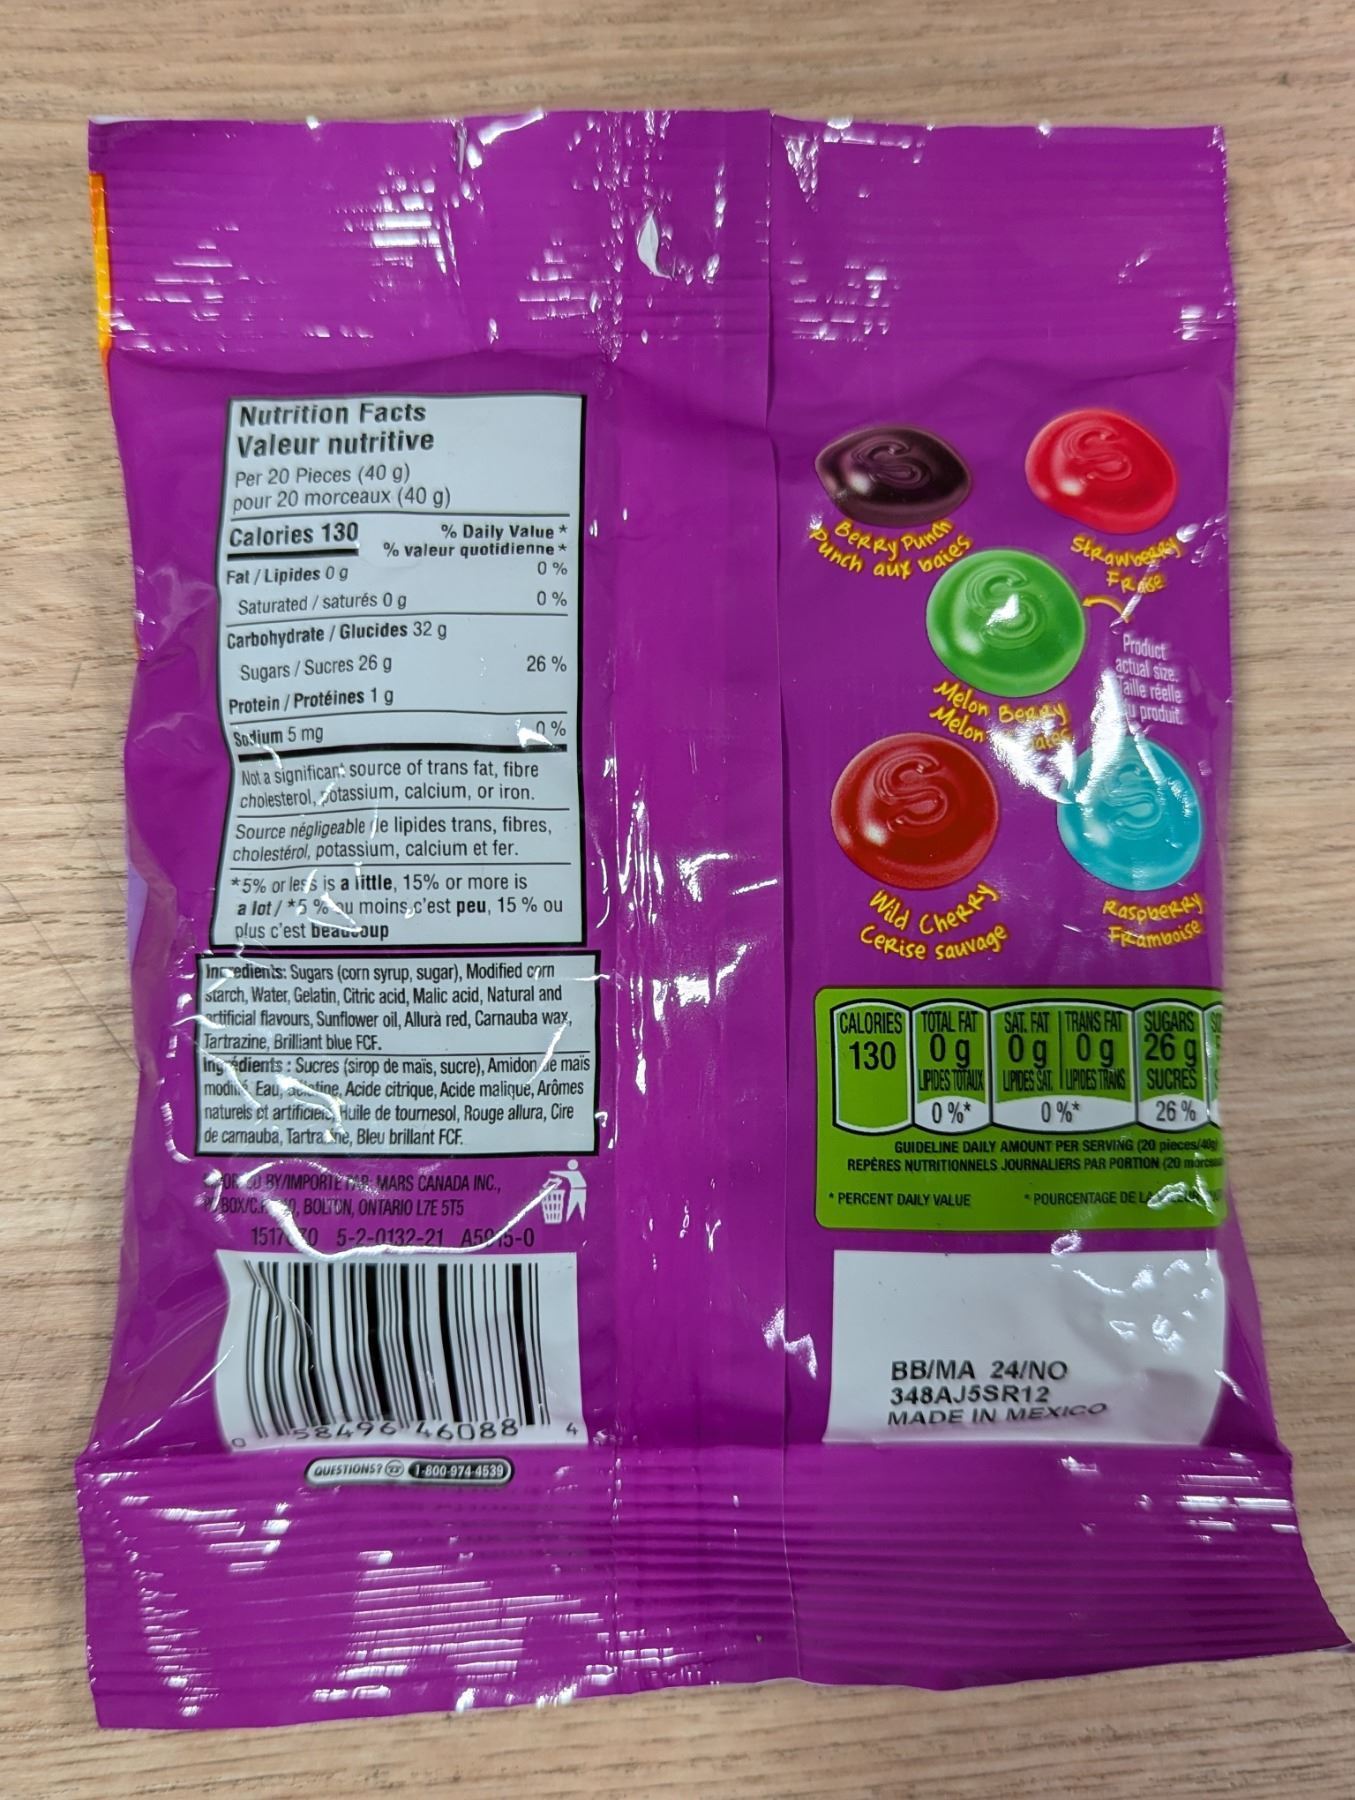 Nutrition Facts
Valeur nutritive
Per 20 Pieces (40 g)
pour 20 morceaux (40 g)
Calories 130
% Daily Value *
% valeur quotidienne *
Fat / Lipides 0 g 0 %
Saturated / saturés 0 g 0 %
Carbohydrate / Glucides 32 g
Sugars / Sucres 26 g 26 %
Protein / Protéines 1 g
Sodium 5 mg 0 %
Not a significant source of trans fat, fibre
cholesterol, potassium, calcium, or iron.
Source négligeable de lipides trans, fibres,
cholestérol, potassium, calcium et fer.
*5% or less is a little, 15% or more is
a lot / *5 % ou moins c'est peu, 15 % ou
plus c'est beaucoup
Ingredients: Sugars (corn syrup, sugar), Modified corn
starch, Water, Gelatin, Citric acid, Malic acid, Natural and
artificial flavours, Sunflower oil, Allura red, Carnauba wax,
Tartrazine, Brilliant blue FCF.
Ingrédients : Sucres (sirop de maïs, sucre), Amidon de maïs
modifié, Eau, Gélatine, Acide citrique, Acide malique, Arômes
naturels et artificiels, Huile de tournesol, Rouge allura, Cire
de carnauba, Tartrazine, Bleu brillant FCF.
BY/IMPORTÉ PAR: MARS CANADA INC.,
BOX/C.P. BOLTON, ONTARIO L7E 5T5
5-2-0132-21
0 58496 46088 4
QUESTIONS? 1-800-974-4539
Berry Punch
Punch aux baies
Strawberry
Fraise
Product
actual size.
Taille réelle
du produit.
Melon Berry
Melon
Wild Cherry
Cerise sauvage
Raspberry
Framboise
CALORIES 130
TOTAL FAT 0 g LIPIDES TOTAUX 0 %*
SAT. FAT 0 g LIPIDES SAT. TRANS FAT 0 g LIPIDES TRANS 0 %*
SUGARS 26 g SUCRES 26 %
GUIDELINE DAILY AMOUNT PER SERVING (20 pieces/40g)
REPÈRES NUTRITIONNELS JOURNALIERS PAR PORTION (20
* PERCENT DAILY VALUE
* POURCENTAGE DE LA
BB/MA 24/NO
348AJ5SR12
MADE IN MEXICO